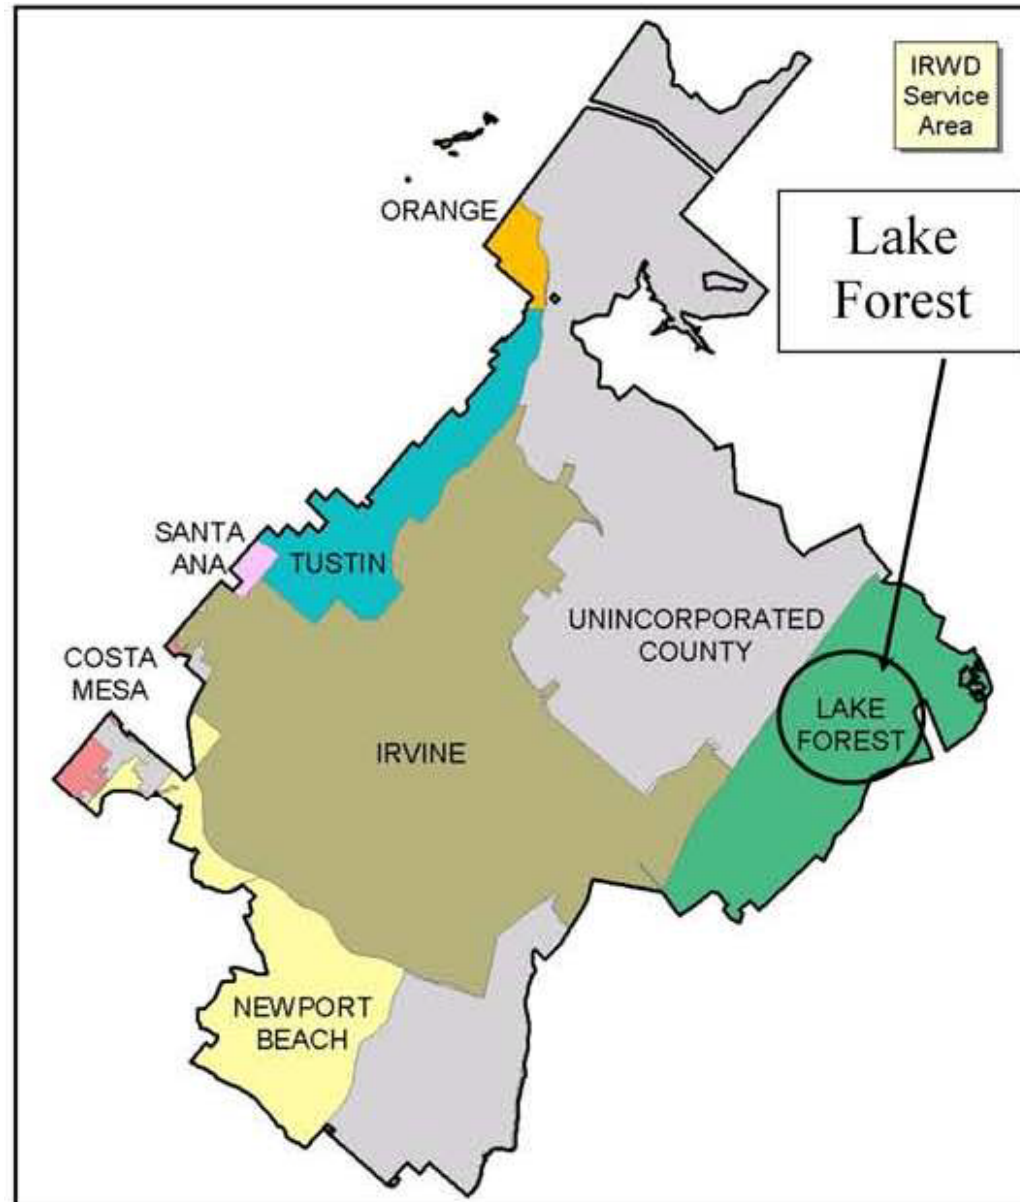 IRWD
Service
Area
Lake
Forest
ORANGE
SANTA
ANA
TUSTIN
UNINCORPORATED
COUNTY
COSTA
MESA
LAKE
FOREST
IRVINE
NEWPORT
BEACH